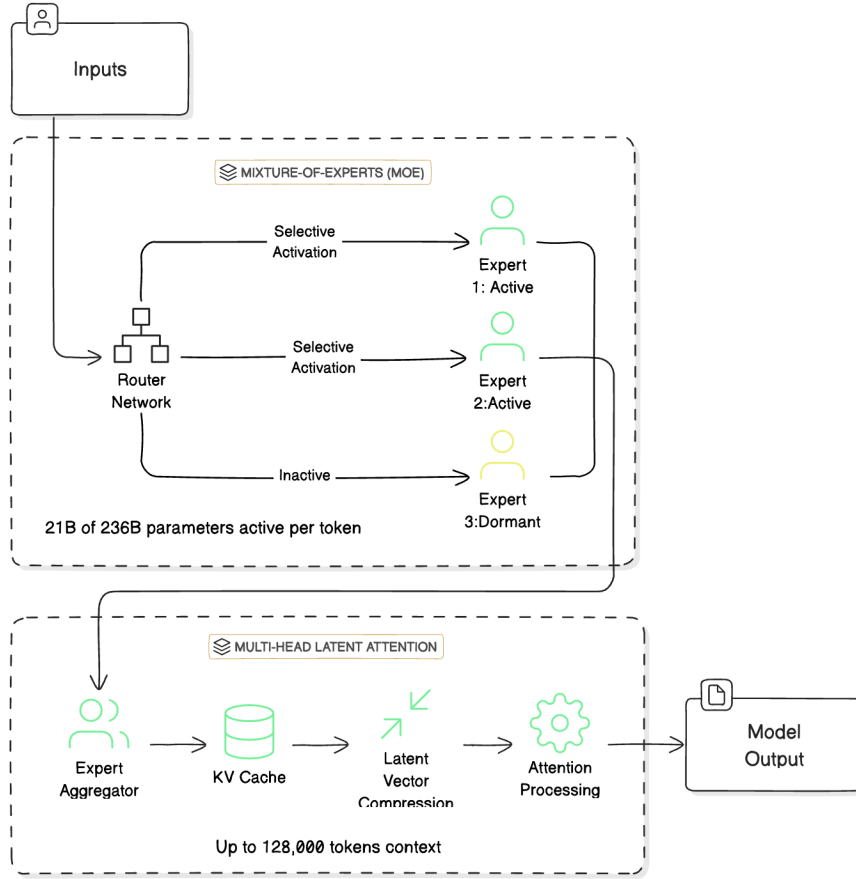 Inputs
MIXTURE-OF-EXPERTS (MOE)
Selective
Activation
Expert
1: Active
Selective
Activation
Router
Network
Expert
2:Active
Inactive
Expert
3:Dormant
21B of 236B parameters active per token
MULTI-HEAD LATENT ATTENTION
Expert
Aggregator
KV Cache
Latent
Vector
Compression
Attention
Processing
Model
Output
Up to 128,000 tokens context